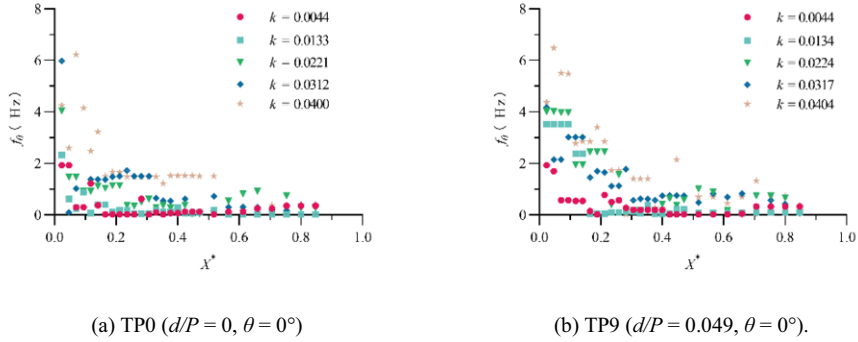 8
6
4
2
0
f_θ ( Hz)
0.0
0.2
0.4
0.6
0.8
1.0
X*
k = 0.0044
k = 0.0133
k = 0.0221
k = 0.0312
k = 0.0400
(a) TP0 (d/P = 0, θ = 0°)
8
6
4
2
0
f_θ ( Hz)
0.0
0.2
0.4
0.6
0.8
1.0
X*
k = 0.0044
k = 0.0134
k = 0.0224
k = 0.0317
k = 0.0404
(b) TP9 (d/P = 0.049, θ = 0°).